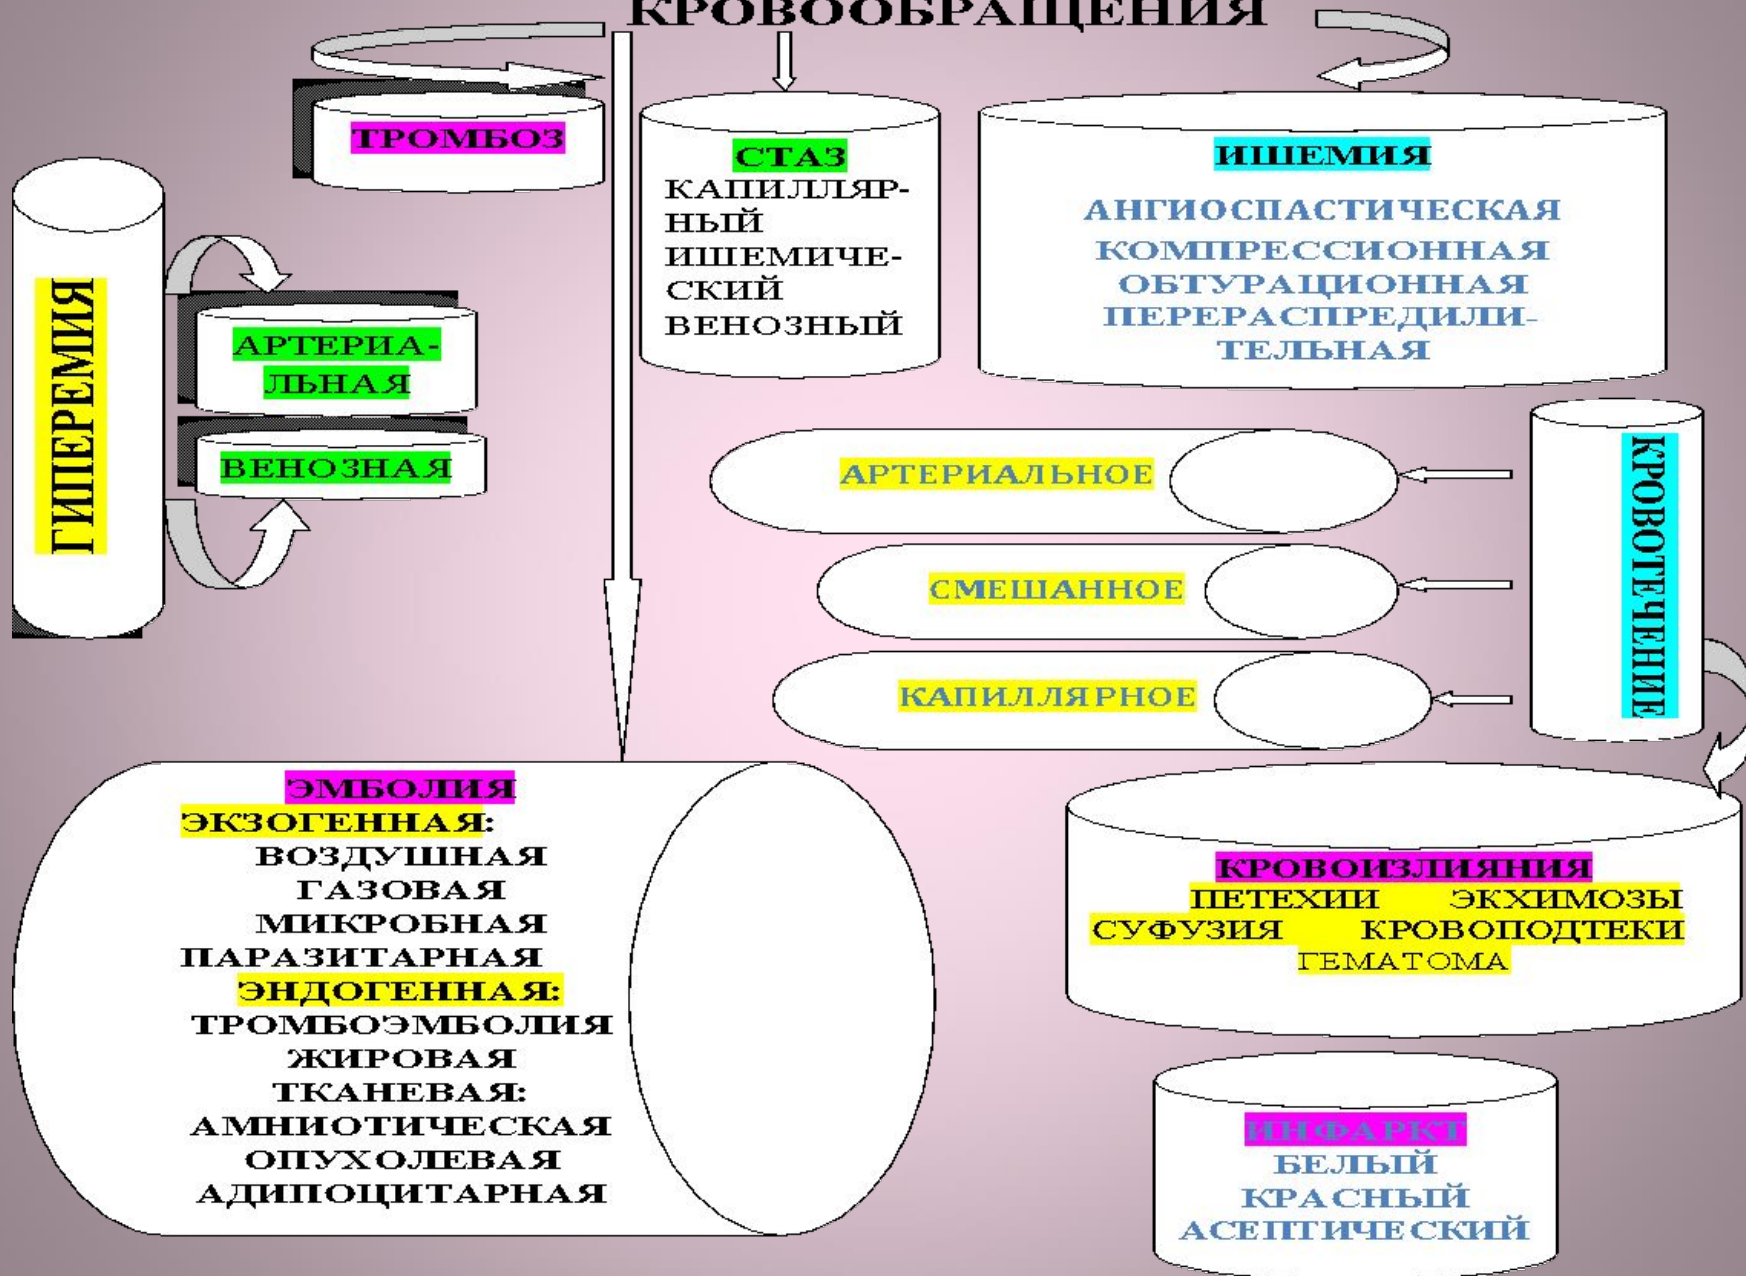 КРОВООБРАЩЕНИЯ
ТРОМБОЗ
СТАЗ
КАПИЛЛЯР-
НЫЙ
ИШЕМИЧЕ-
СКИЙ
ВЕНОЗНЫЙ
ИШЕМИЯ
АНГИОСПАСТИЧЕСКАЯ
КОМПРЕССИОННАЯ
ОБТУРАЦИОННАЯ
ПЕРЕРАСПРЕДИЛИ-
ТЕЛЬНАЯ
ГИПЕРЕМИЯ
АРТЕРИА-
ЛЬНАЯ
ВЕНОЗНАЯ
КРОВОТЕЧЕНИЕ
АРТЕРИАЛЬНОЕ
СМЕШАННОЕ
КАПИЛЛЯРНОЕ
ЭМБОЛИЯ
ЭКЗОГЕННАЯ:
ВОЗДУШНАЯ
ГАЗОВАЯ
МИКРОБНАЯ
ПАРАЗИТАРНАЯ
ЭНДОГЕННАЯ:
ТРОМБОЭМБОЛИЯ
ЖИРОВАЯ
ТКАНЕВАЯ:
АМНИОТИЧЕСКАЯ
ОПУХОЛЕВАЯ
АДИПОЦИТАРНАЯ
КРОВОИЗЛИЯНИЯ
ПЕТЕХИИ ЭКХИМОЗЫ
СУФУЗИЯ КРОВОПОДТЕКИ
ГЕМАТОМА
ИНФАРКТ
БЕЛЫЙ
КРАСНЫЙ
АСЕПТИЧЕСКИЙ